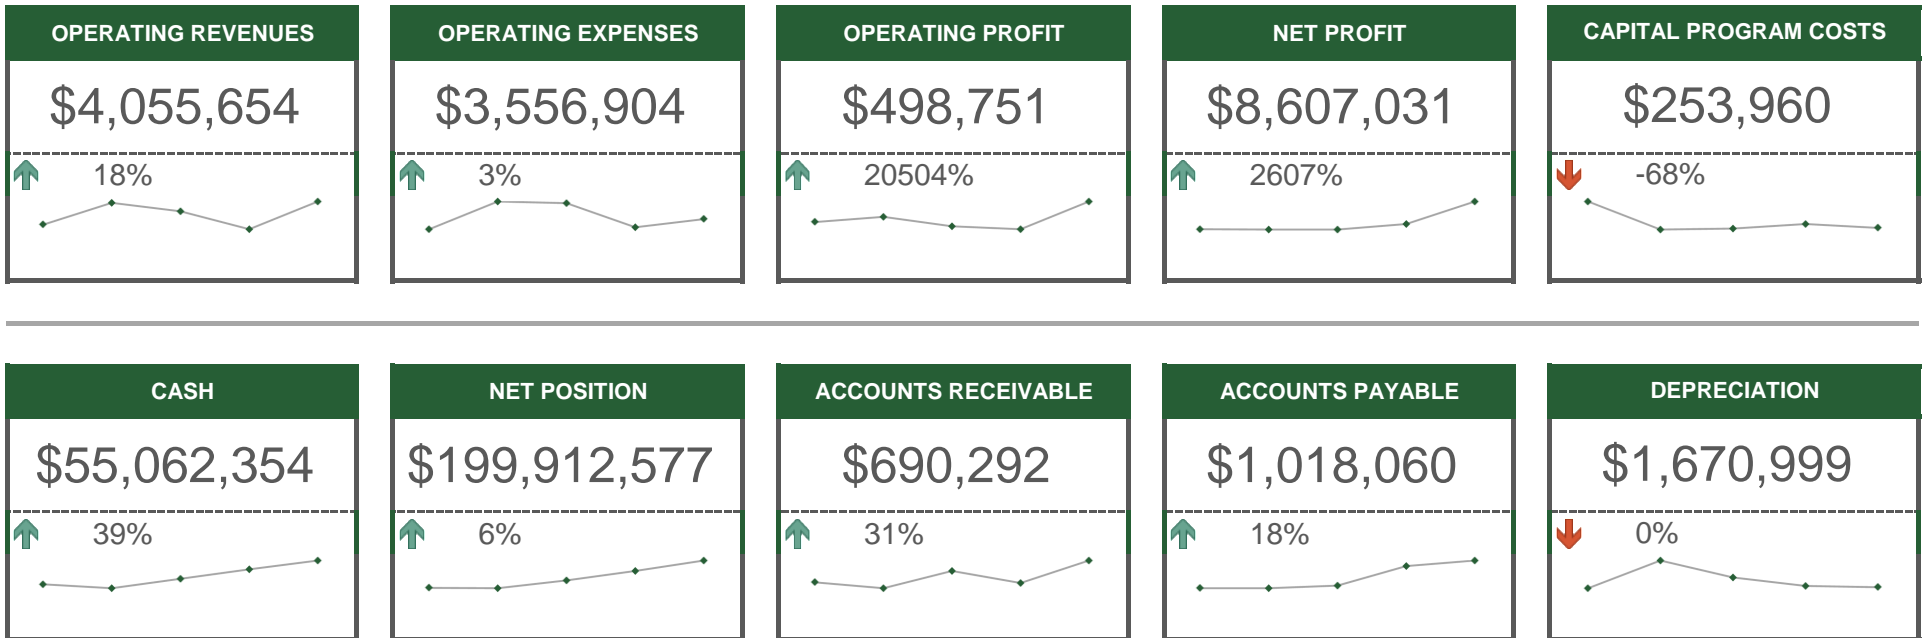 OPERATING REVENUES
$4,055,654
18%
OPERATING EXPENSES
$3,556,904
3%
OPERATING PROFIT
$498,751
20504%
NET PROFIT
$8,607,031
2607%
CAPITAL PROGRAM COSTS
$253,960
-68%
CASH
$55,062,354
39%
NET POSITION
$199,912,577
6%
ACCOUNTS RECEIVABLE
$690,292
31%
ACCOUNTS PAYABLE
$1,018,060
18%
DEPRECIATION
$1,670,999
0%